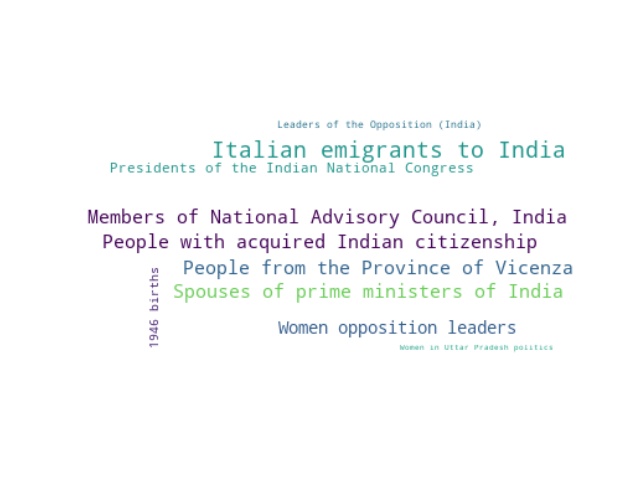 Leaders of the Opposition (India)
Italian emigrants to India
Presidents of the Indian National Congress
Members of National Advisory Council, India
People with acquired Indian citizenship
People from the Province of Vicenza
1946 births
Spouses of prime ministers of India
Women opposition leaders
Women in Uttar Pradesh politics